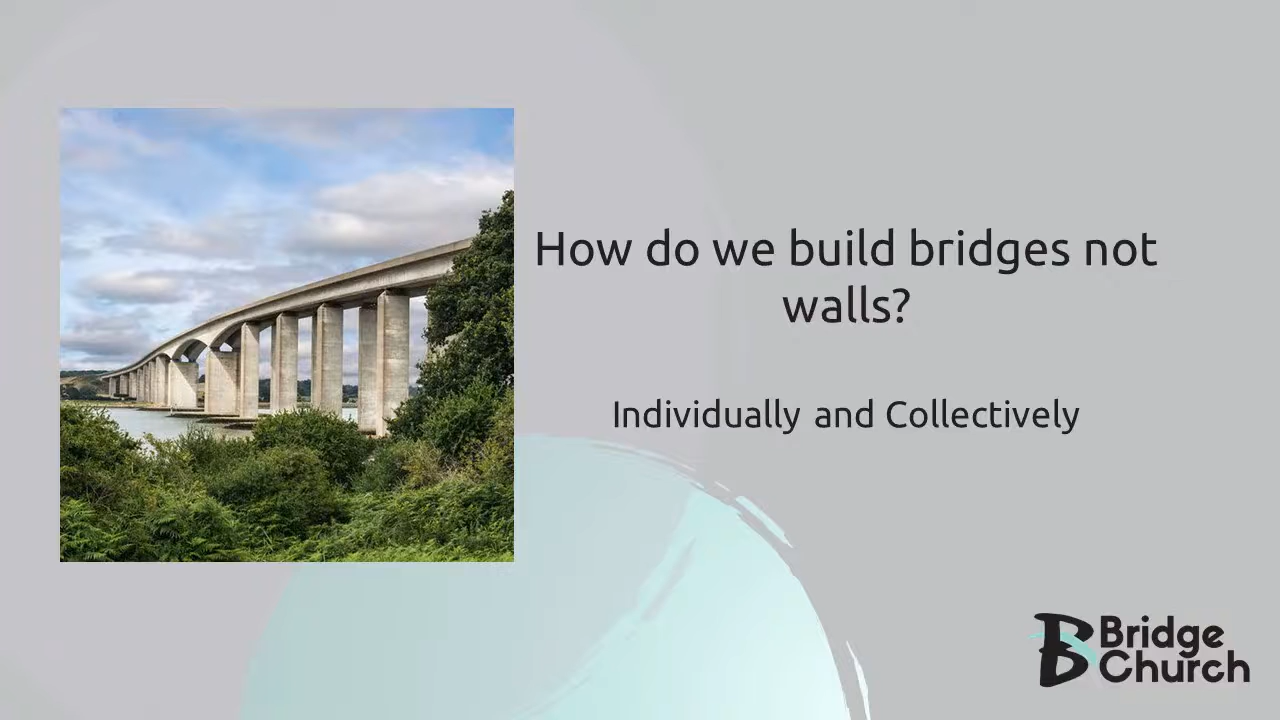 How do we build bridges not
walls?
Individually and Collectively
Bridge
Church